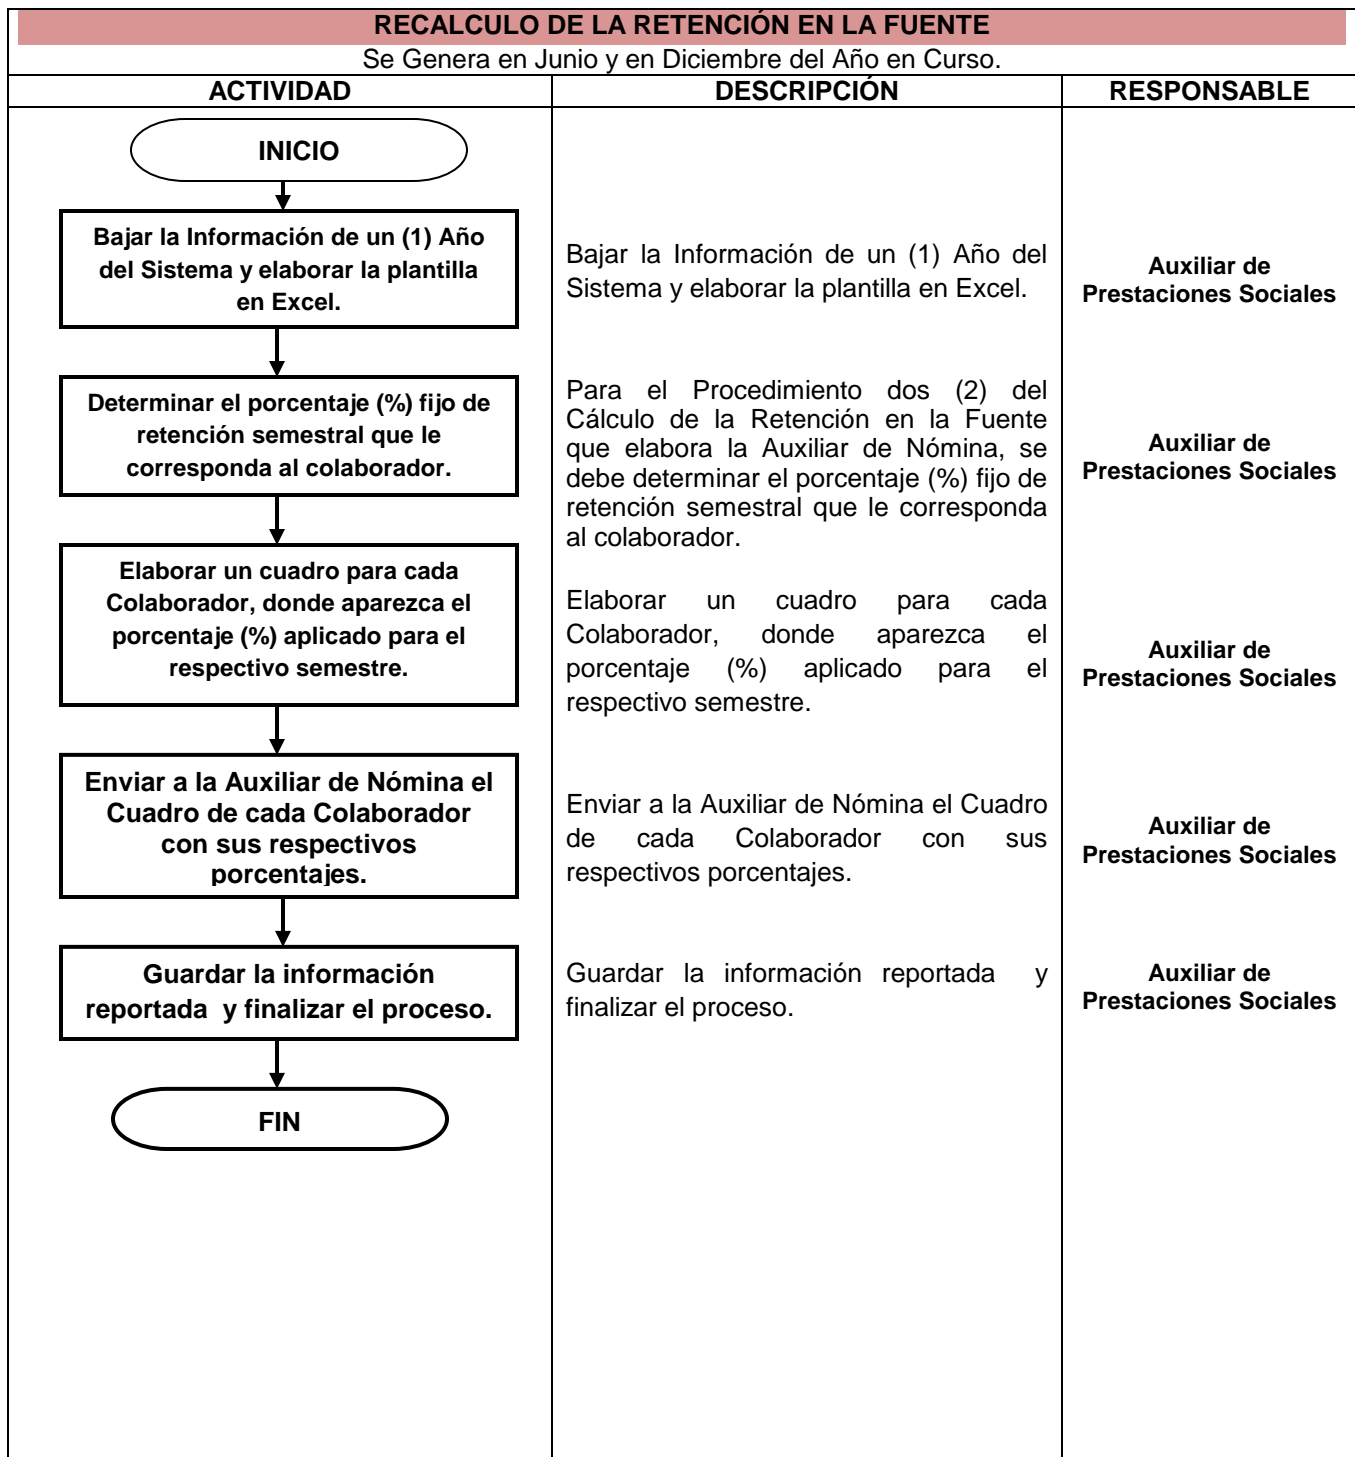 RECALCULO DE LA RETENCIÓN EN LA FUENTE
Se Genera en Junio y en Diciembre del Año en Curso.
ACTIVIDAD
DESCRIPCIÓN
RESPONSABLE
INICIO
Bajar la Información de un (1) Año
del Sistema y elaborar la plantilla
en Excel.
Bajar la Información de un (1) Año del
Sistema y elaborar la plantilla en Excel.
Auxiliar de
Prestaciones Sociales
Determinar el porcentaje (%) fijo de
retención semestral que le
corresponda al colaborador.
Para el Procedimiento dos (2) del
Cálculo de la Retención en la Fuente
que elabora la Auxiliar de Nómina, se
debe determinar el porcentaje (%) fijo de
retención semestral que le corresponda
al colaborador.
Auxiliar de
Prestaciones Sociales
Elaborar un cuadro para cada
Colaborador, donde aparezca el
porcentaje (%) aplicado para el
respectivo semestre.
Elaborar un cuadro para cada
Colaborador, donde aparezca el
porcentaje (%) aplicado para el
respectivo semestre.
Auxiliar de
Prestaciones Sociales
Enviar a la Auxiliar de Nómina el
Cuadro de cada Colaborador
con sus respectivos
porcentajes.
Enviar a la Auxiliar de Nómina el Cuadro
de cada Colaborador con sus
respectivos porcentajes.
Auxiliar de
Prestaciones Sociales
Guardar la información
reportada y finalizar el proceso.
Guardar la información reportada y
finalizar el proceso.
Auxiliar de
Prestaciones Sociales
FIN